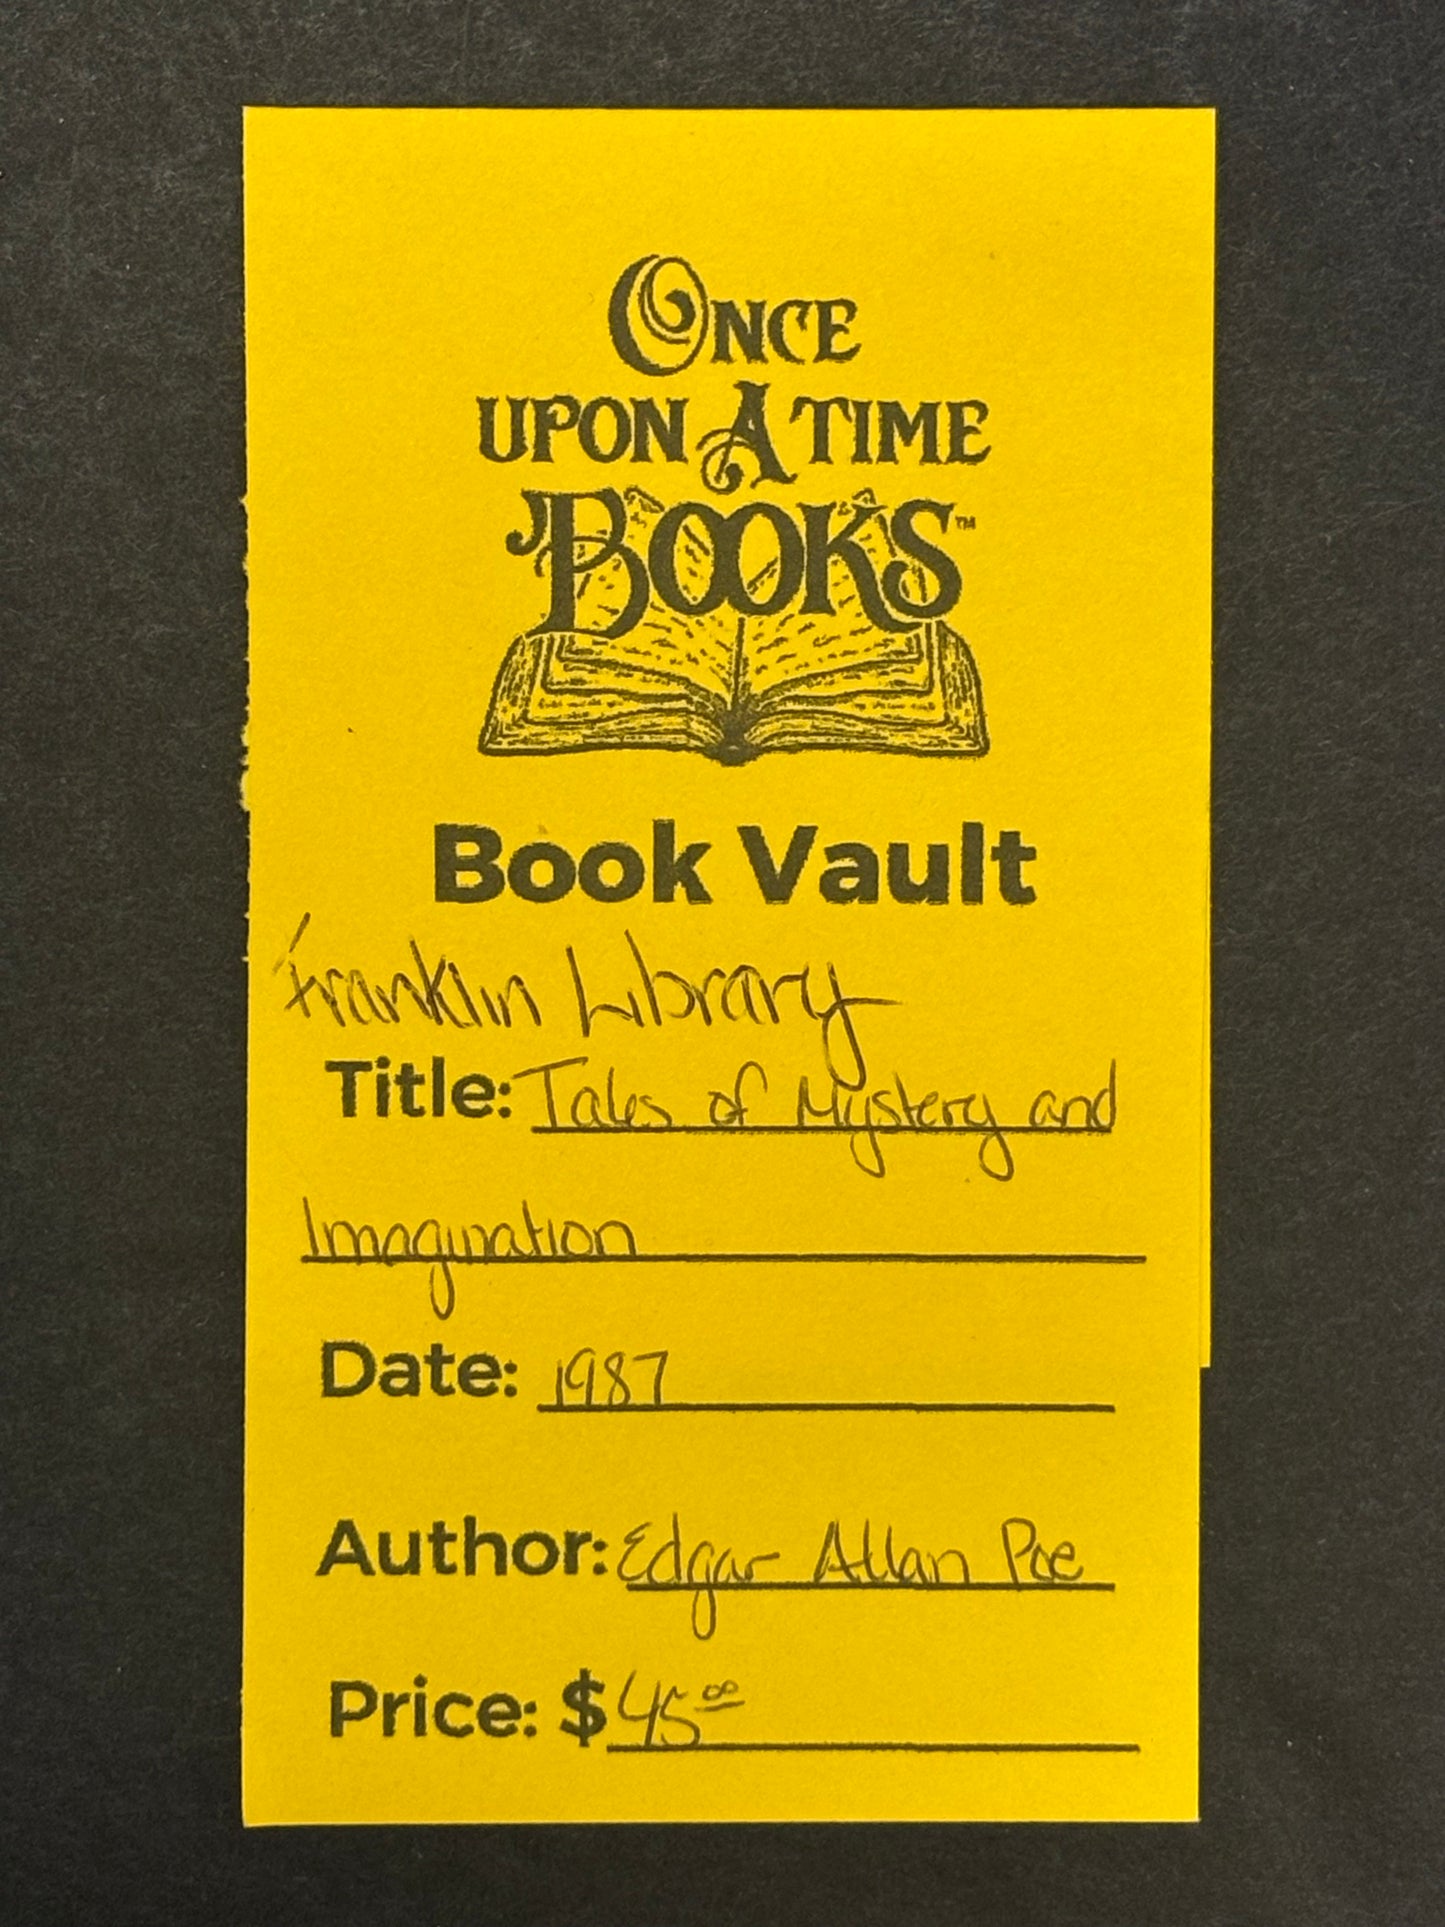 ONCE
UPON A TIME
BOOKS™
Book Vault
Franklin Library
Title: Tales of Mystery and
Imagination
Date: 1987
Author: Edgar Allan Poe
Price: $45.00